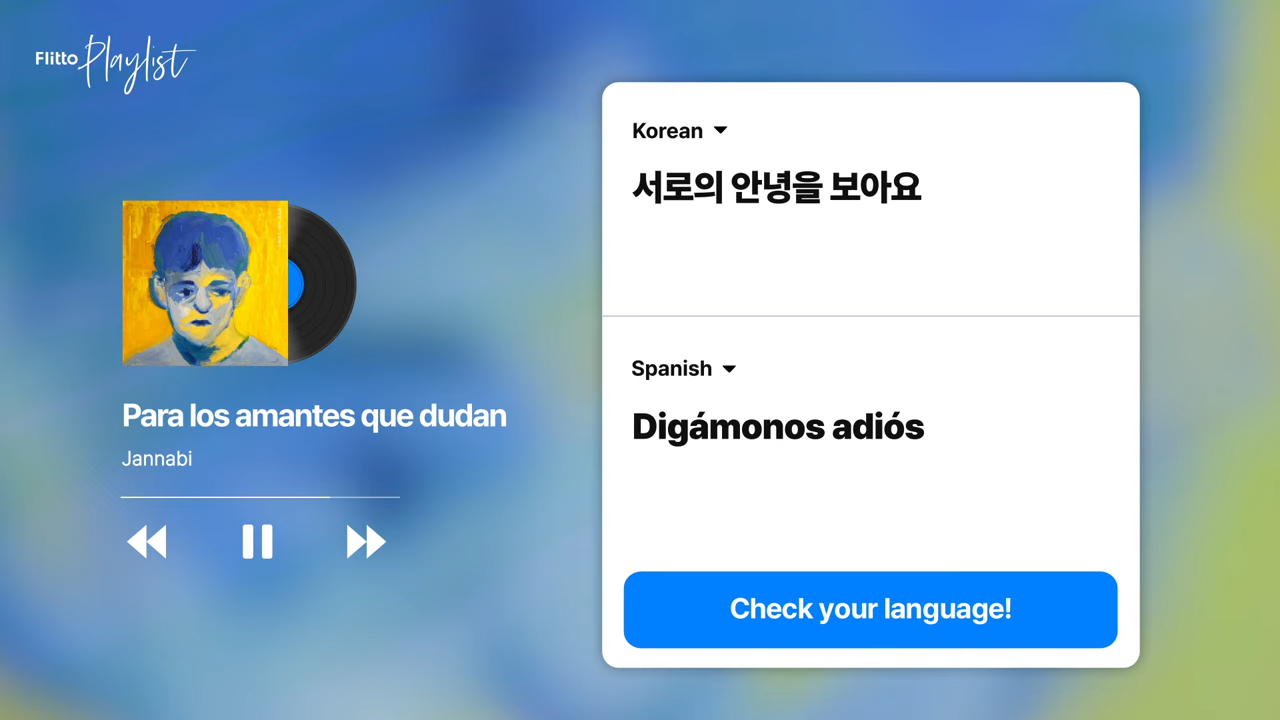 Flitto Playlist
Para los amantes que dudan
Jannabi
Korean
서로의 안녕을 보아요
Spanish
Digámonos adiós
Check your language!